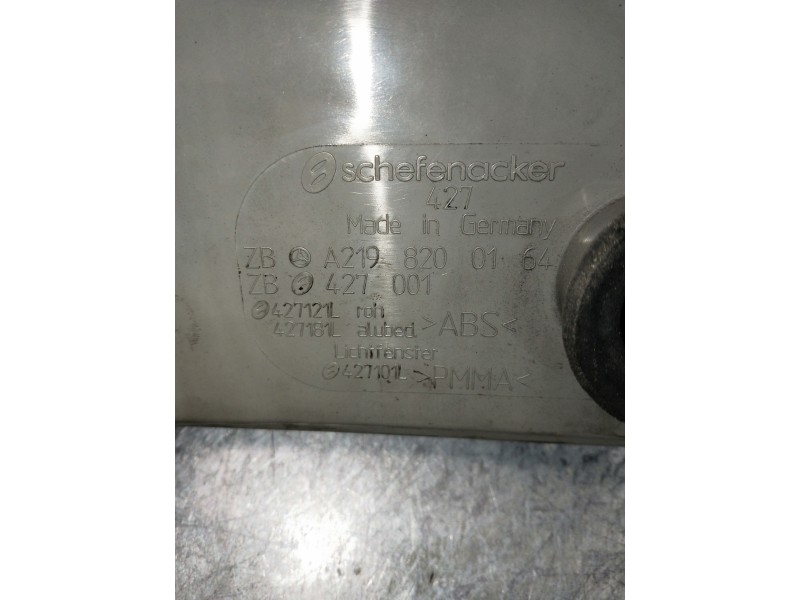 schefenacker
427
Made in Germany
ZB A219 820 01 64
ZB 427 001
427121L roh
427181L alubed. >ABS<
Lichtfenster
427101L >PMMA<